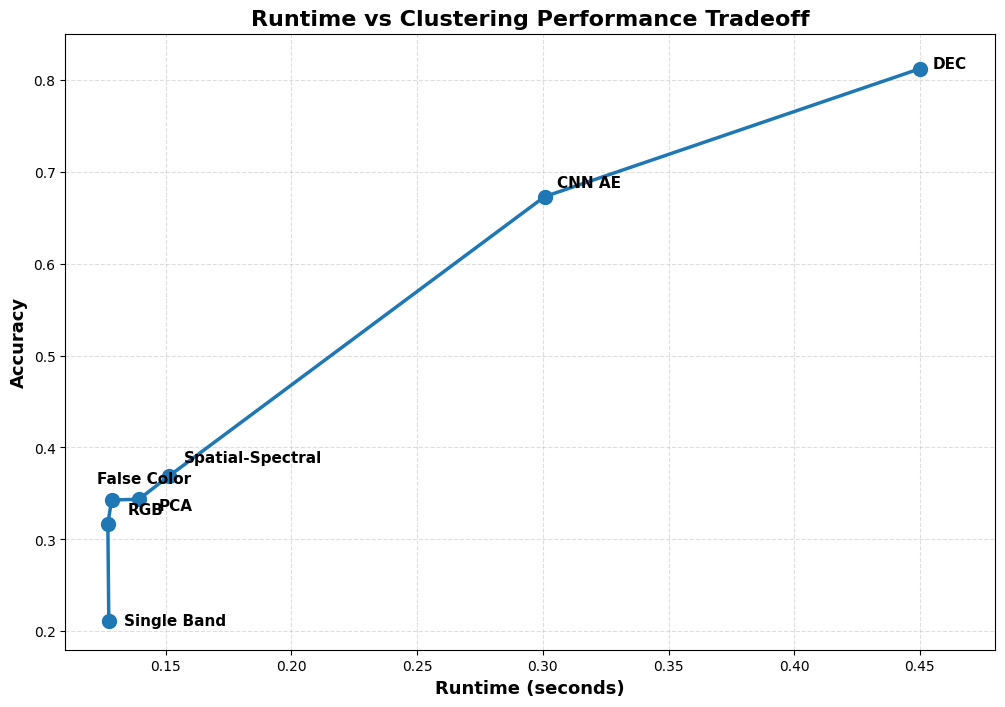 Runtime vs Clustering Performance Tradeoff
Accuracy
0.8
0.7
0.6
0.5
0.4
0.3
0.2
DEC
CNN AE
Spatial-Spectral
False Color
PCA
RGB
Single Band
0.15 0.20 0.25 0.30 0.35 0.40 0.45
Runtime (seconds)